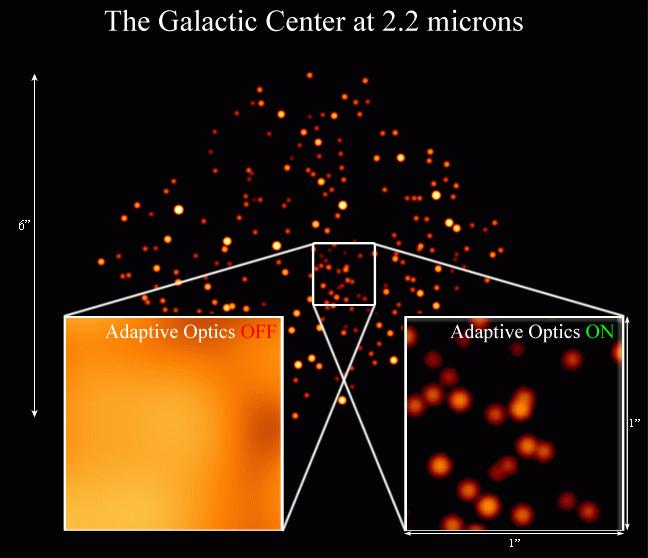 The Galactic Center at 2.2 microns
6"
Adaptive Optics OFF
Adaptive Optics ON
1"
1"